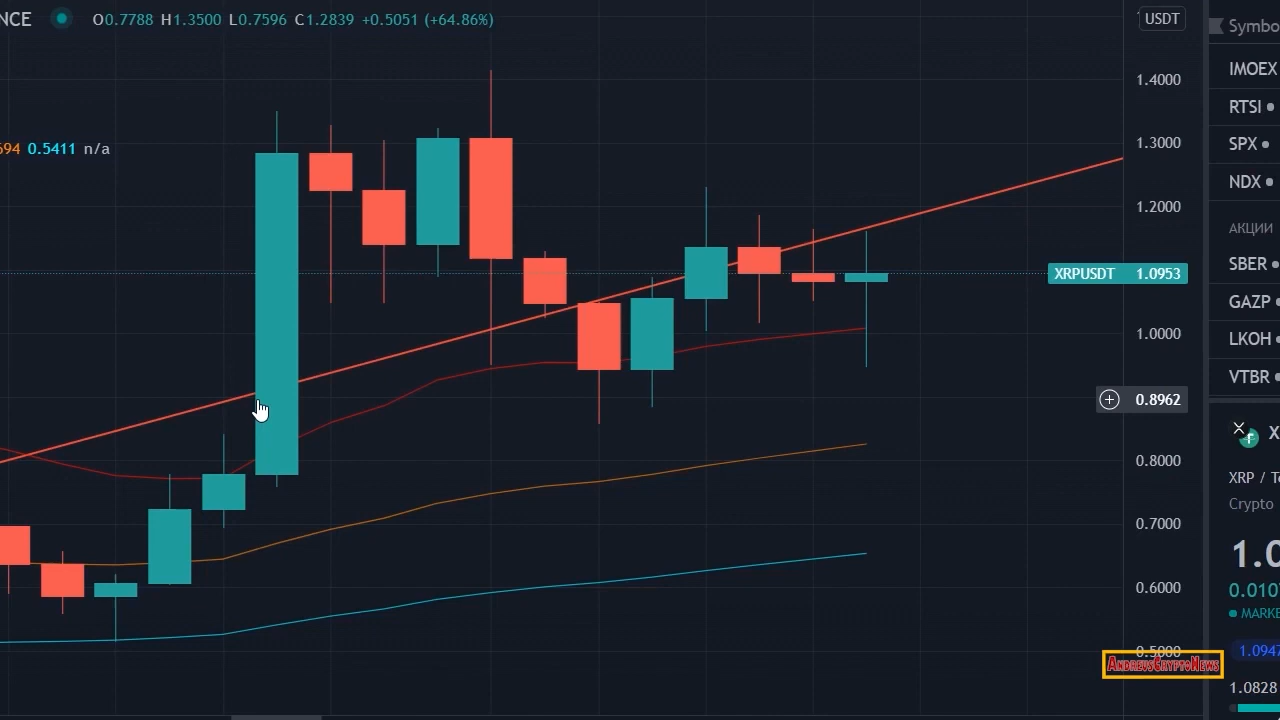 NCE O0.7788 H1.3500 L0.7596 C1.2839 +0.5051 (+64.86%)
USDT
Symbo
1.4000
IMOEX
RTSI
1.3000
SPX
694 0.5411 n/a
NDX
1.2000
АКЦИИ
SBER
XRPUSDT 1.0953
GAZP
1.0000
LKOH
VTBR
0.8962
X
0.8000
XRP / Te
Crypto
0.7000
1.0
0.6000
0.010
MARKE
0.5000
1.0947
ANDREVSCRYPTONEWS
1.0828